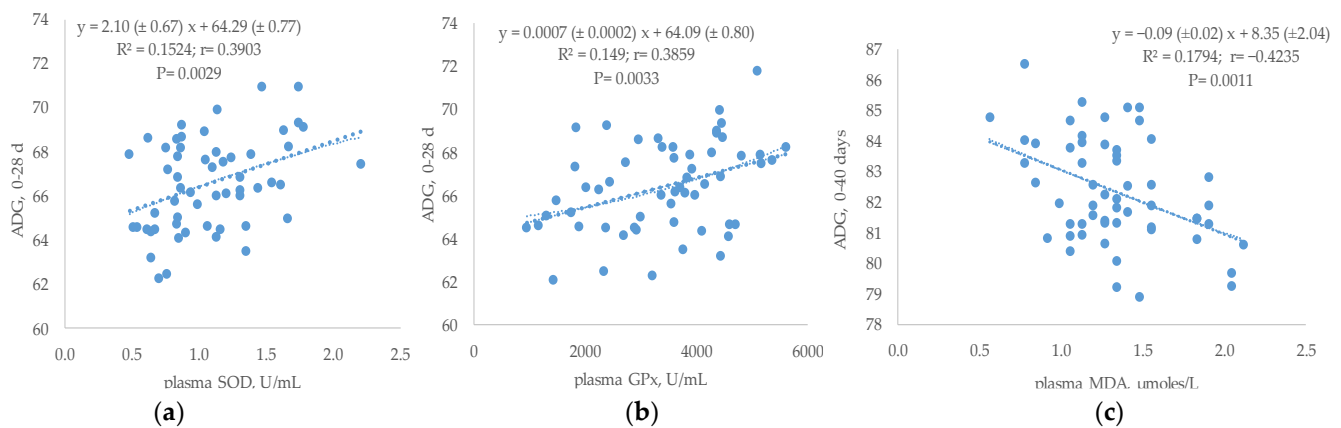 y = 2.10 (± 0.67) x + 64.29 (± 0.77)
R² = 0.1524; r= 0.3903
P= 0.0029
74
72
70
68
66
64
62
60
ADG, 0-28 d
0.0
0.5
1.0
1.5
2.0
2.5
plasma SOD, U/mL
(a)
y = 0.0007 (± 0.0002) x + 64.09 (± 0.80)
R² = 0.149; r= 0.3859
P= 0.0033
74
72
70
68
66
64
62
60
ADG, 0-28 d
0
2000
4000
6000
plasma GPx, U/mL
(b)
y = −0.09 (±0.02) x + 8.35 (±2.04)
R² = 0.1794; r= −0.4235
P= 0.0011
87
86
85
84
83
82
81
80
79
78
ADG, 0-40 days
0.0
0.5
1.0
1.5
2.0
2.5
plasma MDA, µmoles/L
(c)